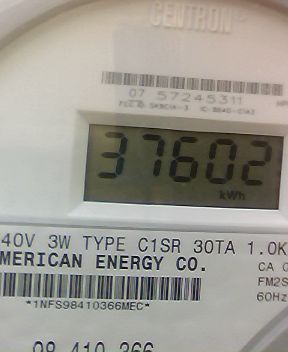 CENTRON®
07 57245311
37602
kWh
40V 3W TYPE C1SR 30TA 1.0K
MERICAN ENERGY CO. CA 0
FM2S
*1NFS98410366MEC* 60Hz
98 410 366